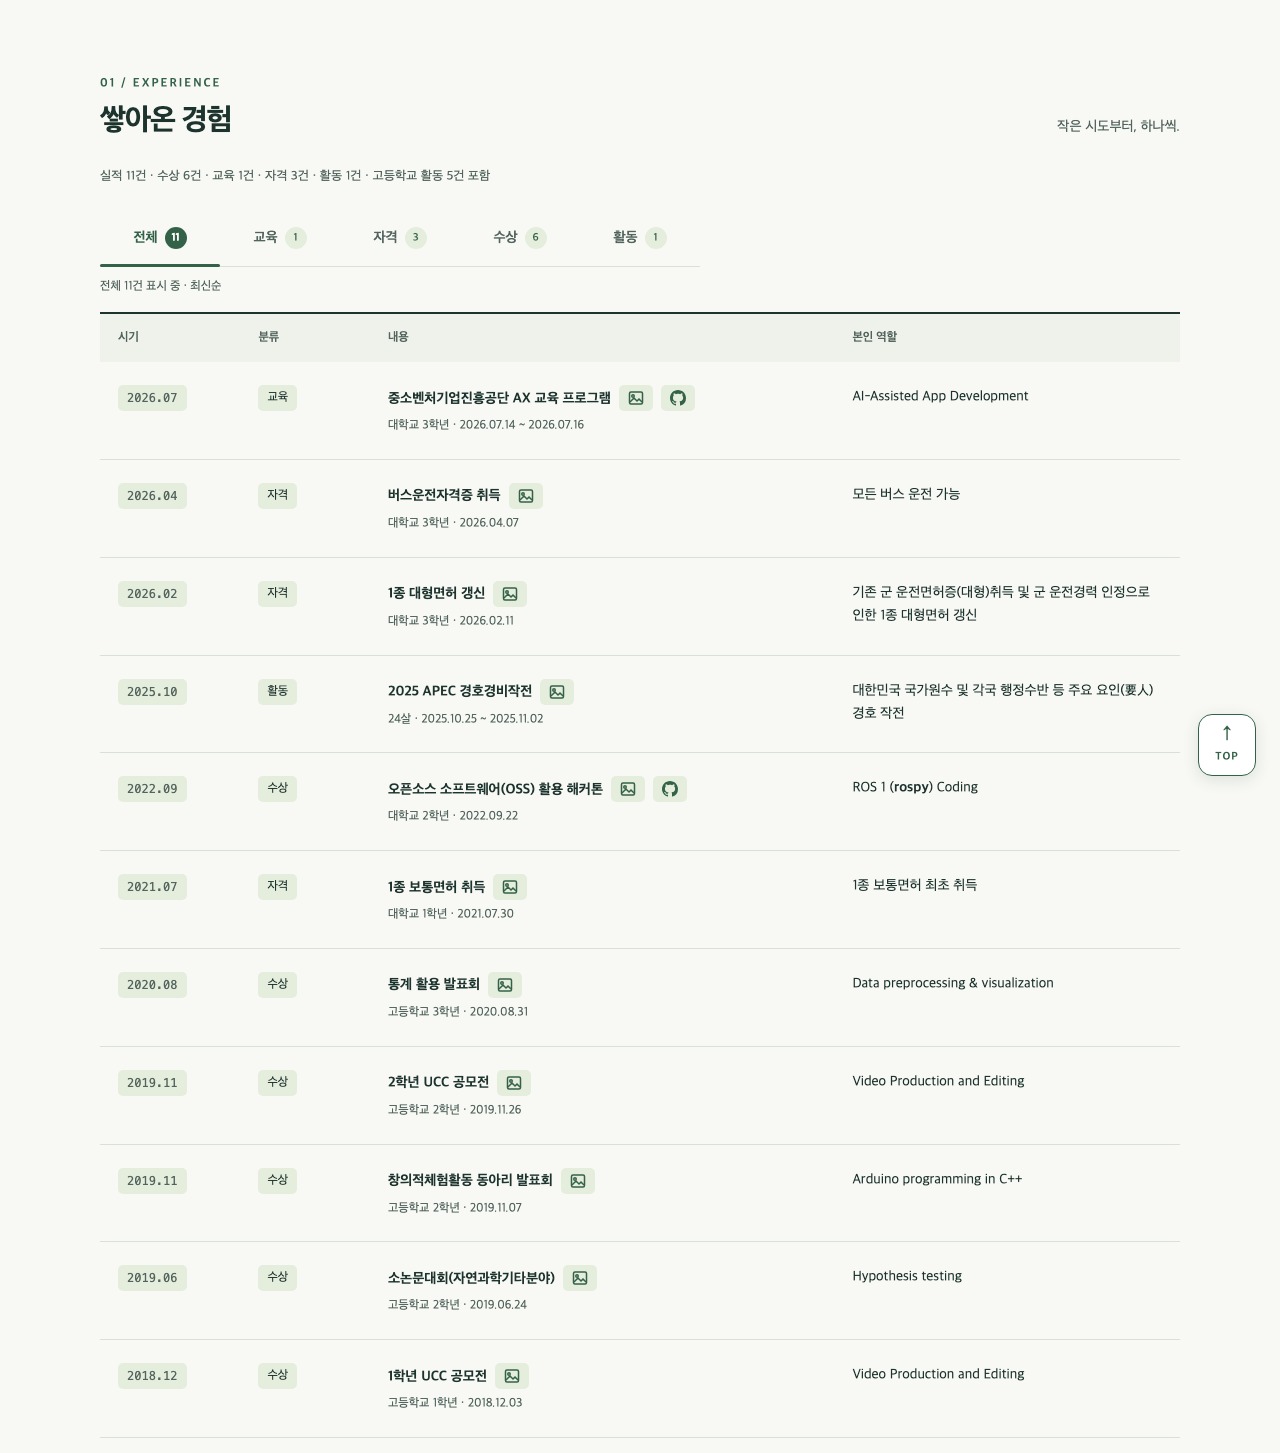 01 / EXPERIENCE
쌓아온 경험
작은 시도부터, 하나씩.
실적 11건 · 수상 6건 · 교육 1건 · 자격 3건 · 활동 1건 · 고등학교 활동 5건 포함
전체 11 교육 1 자격 3 수상 6 활동 1
전체 11건 표시 중 · 최신순
시기 분류 내용 본인 역할
2026.07 교육 중소벤처기업진흥공단 AX 교육 프로그램 AI-Assisted App Development
대학교 3학년 · 2026.07.14 ~ 2026.07.16
2026.04 자격 버스운전자격증 취득 모든 버스 운전 가능
대학교 3학년 · 2026.04.07
2026.02 자격 1종 대형면허 갱신 기존 군 운전면허증(대형)취득 및 군 운전경력 인정으로
대학교 3학년 · 2026.02.11 인한 1종 대형면허 갱신
2025.10 활동 2025 APEC 경호경비작전 대한민국 국가원수 및 각국 행정수반 등 주요 요인(要人)
24살 · 2025.10.25 ~ 2025.11.02 경호 작전
↑
TOP
2022.09 수상 오픈소스 소프트웨어(OSS) 활용 해커톤 ROS 1 (rospy) Coding
대학교 2학년 · 2022.09.22
2021.07 자격 1종 보통면허 취득 1종 보통면허 최초 취득
대학교 1학년 · 2021.07.30
2020.08 수상 통계 활용 발표회 Data preprocessing & visualization
고등학교 3학년 · 2020.08.31
2019.11 수상 2학년 UCC 공모전 Video Production and Editing
고등학교 2학년 · 2019.11.26
2019.11 수상 창의적체험활동 동아리 발표회 Arduino programming in C++
고등학교 2학년 · 2019.11.07
2019.06 수상 소논문대회(자연과학기타분야) Hypothesis testing
고등학교 2학년 · 2019.06.24
2018.12 수상 1학년 UCC 공모전 Video Production and Editing
고등학교 1학년 · 2018.12.03